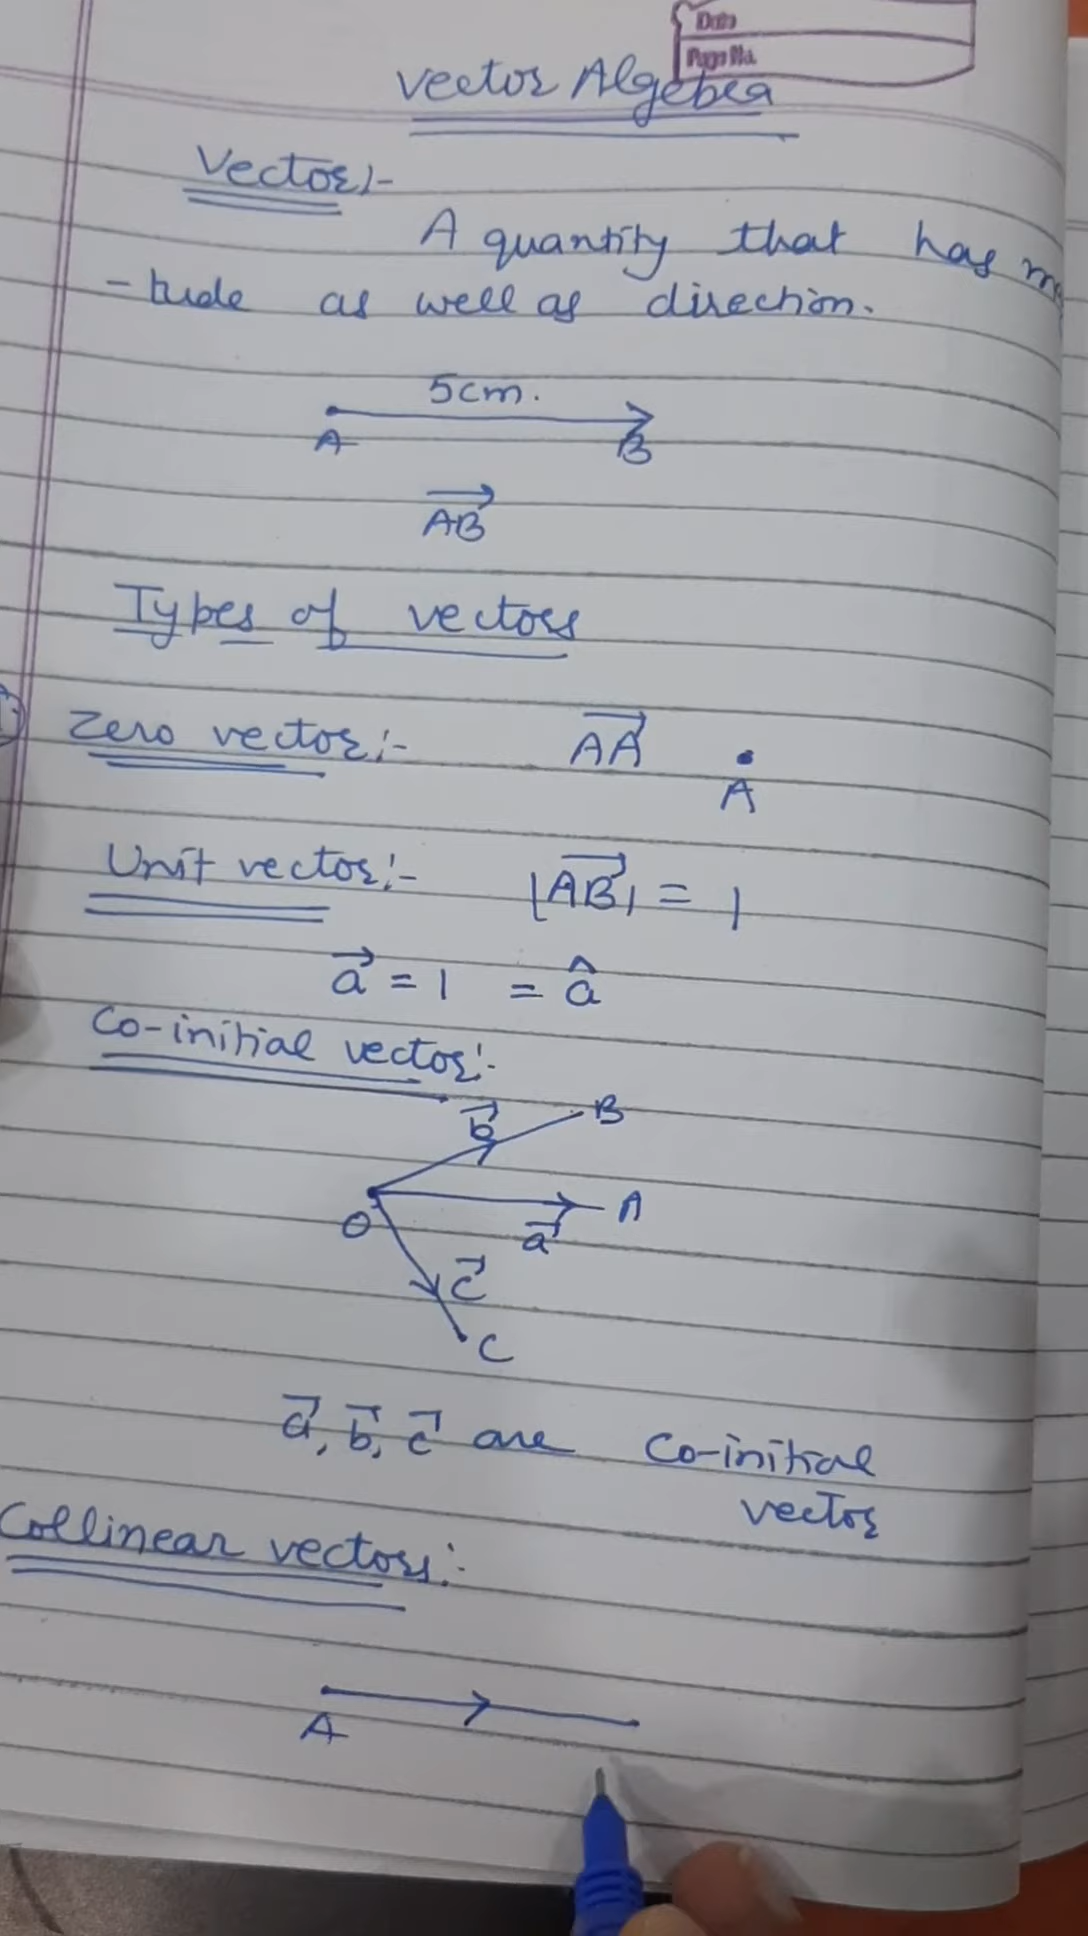 Date
Page No.
Vector Algebra
Vector:-
A quantity that has
-tude as well as direction.
5cm.
A B
AB
Types of vectors
Zero vector:- AA
A
Unit vector:- |AB| = 1
a⃗ = 1 = â
Co-initial vector:-
b⃗ B
O A
a⃗
c⃗
C
a⃗, b⃗, c⃗ are Co-initial
vector
Collinear vectors:-
A